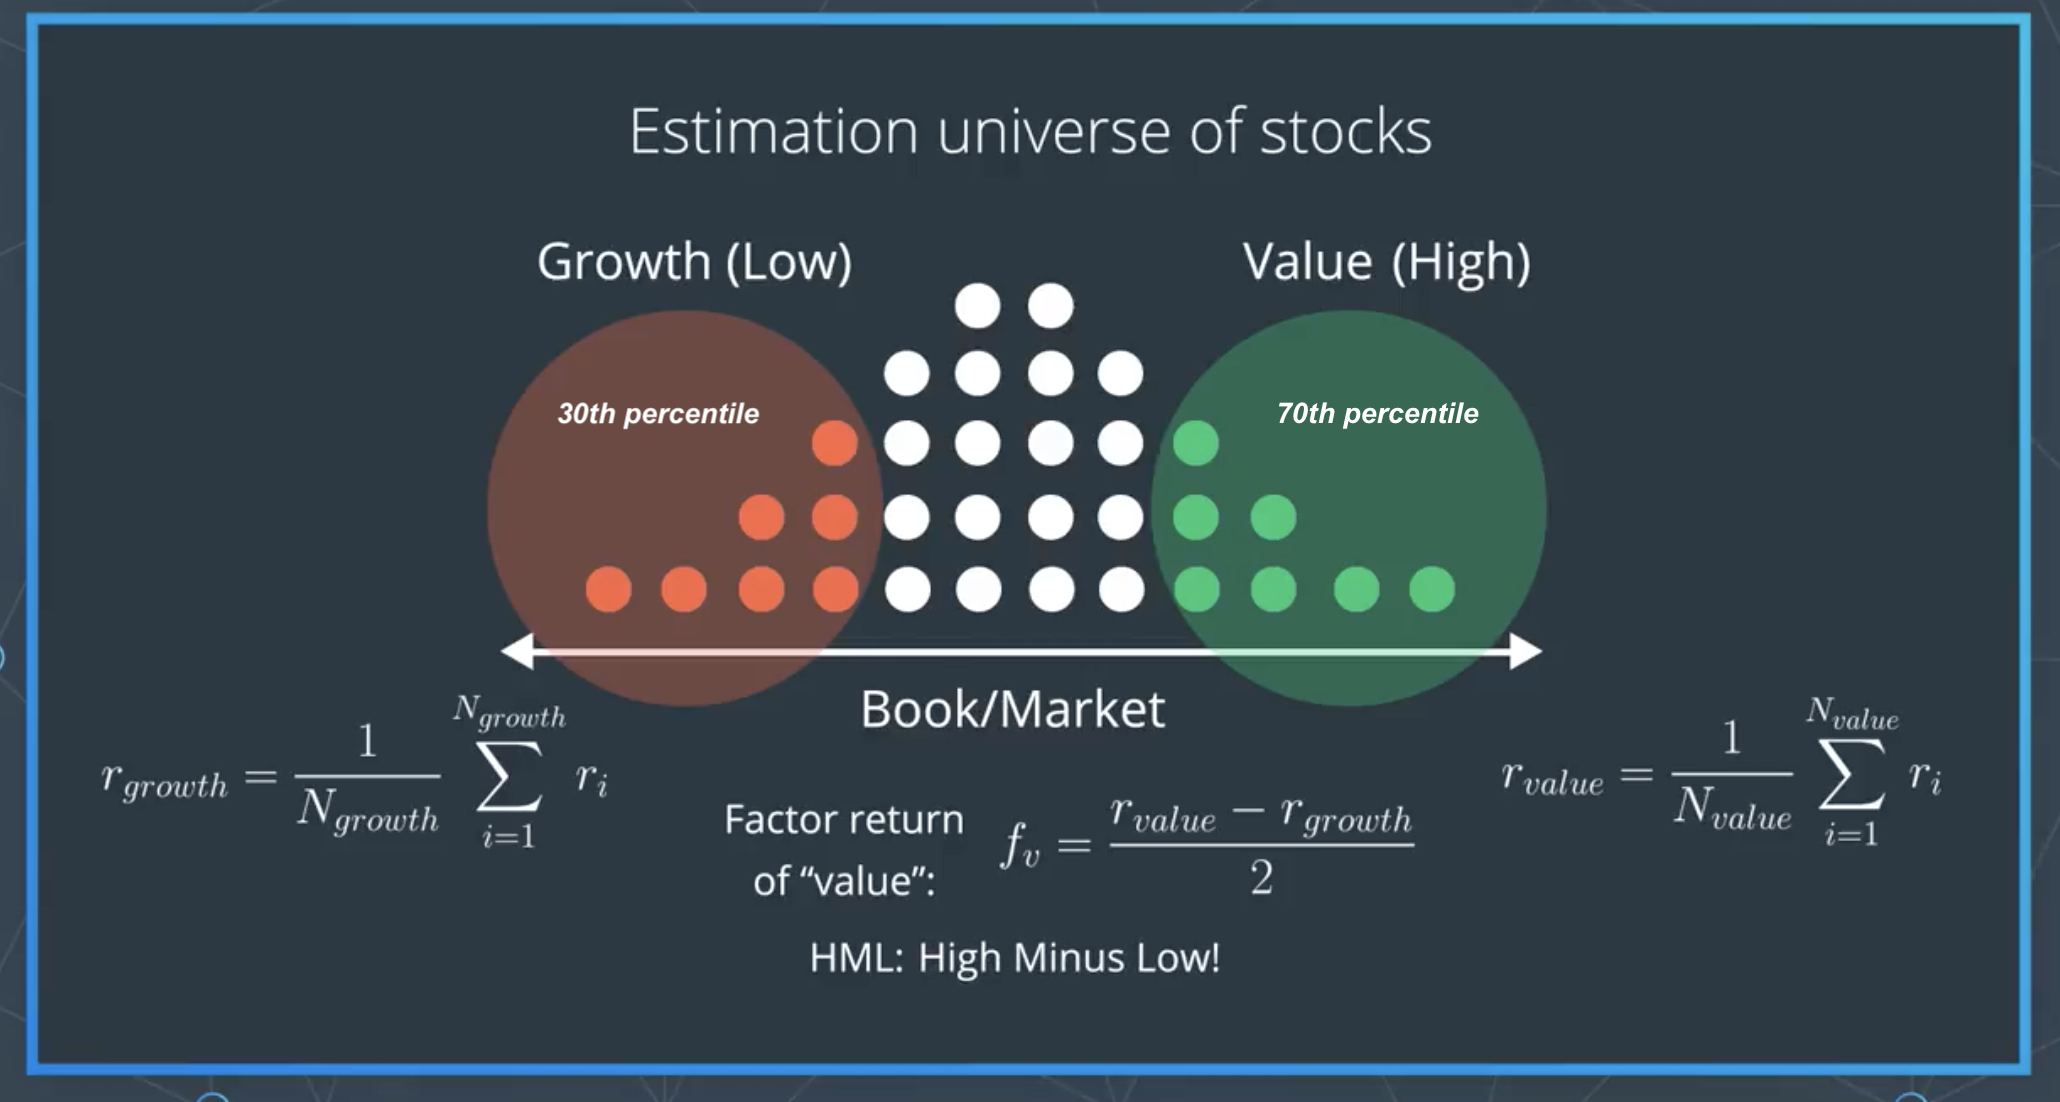 Estimation universe of stocks
Growth (Low)
Value (High)
30th percentile
70th percentile
Book/Market
r_{growth} = \frac{1}{N_{growth}} \sum_{i=1}^{N_{growth}} r_i
r_{value} = \frac{1}{N_{value}} \sum_{i=1}^{N_{value}} r_i
Factor return
of “value”:
f_v = \frac{r_{value} - r_{growth}}{2}
HML: High Minus Low!